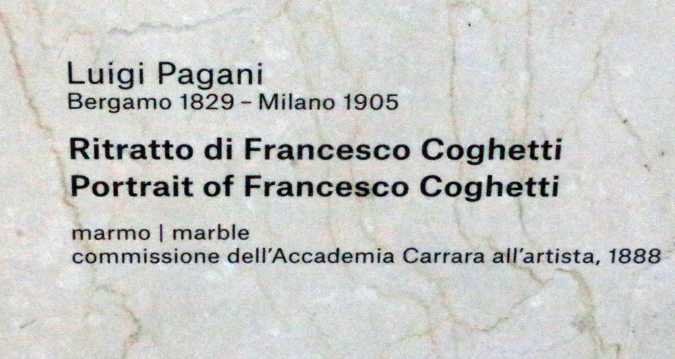 Luigi Pagani
Bergamo 1829 – Milano 1905
Ritratto di Francesco Coghetti
Portrait of Francesco Coghetti
marmo | marble
commissione dell'Accademia Carrara all'artista, 1888